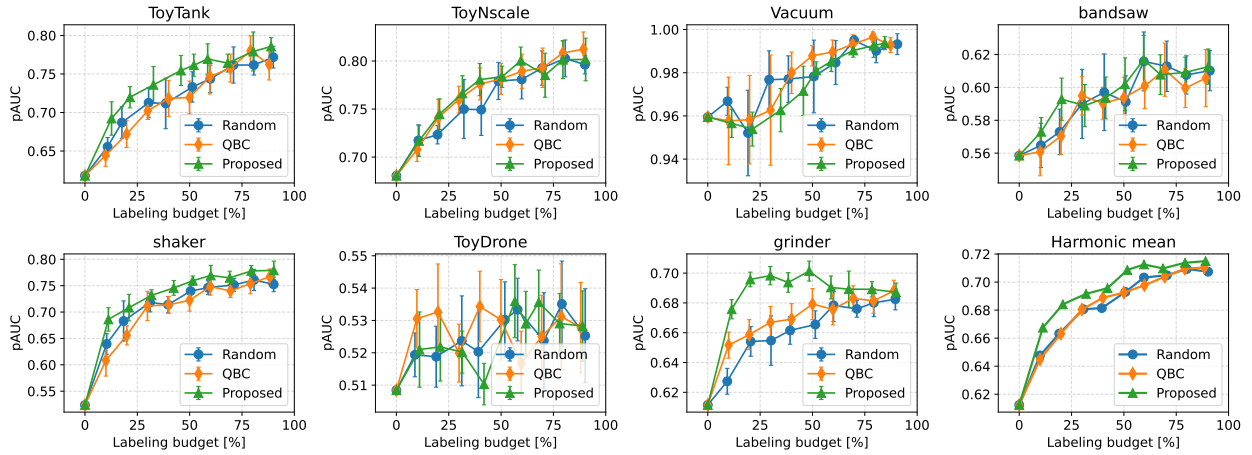 ToyTank
pAUC
0.80
0.75
0.70
0.65
0 25 50 75 100
Labeling budget [%]
Random
QBC
Proposed
ToyNscale
pAUC
0.80
0.75
0.70
0 25 50 75 100
Labeling budget [%]
Random
QBC
Proposed
Vacuum
pAUC
1.00
0.98
0.96
0.94
0 25 50 75 100
Labeling budget [%]
Random
QBC
Proposed
bandsaw
pAUC
0.62
0.60
0.58
0.56
0 25 50 75 100
Labeling budget [%]
Random
QBC
Proposed
shaker
pAUC
0.80
0.75
0.70
0.65
0.60
0.55
0 25 50 75 100
Labeling budget [%]
Random
QBC
Proposed
ToyDrone
pAUC
0.55
0.54
0.53
0.52
0.51
0 25 50 75 100
Labeling budget [%]
Random
QBC
Proposed
grinder
pAUC
0.70
0.68
0.66
0.64
0.62
0 25 50 75 100
Labeling budget [%]
Random
QBC
Proposed
Harmonic mean
pAUC
0.72
0.70
0.68
0.66
0.64
0.62
0 25 50 75 100
Labeling budget [%]
Random
QBC
Proposed